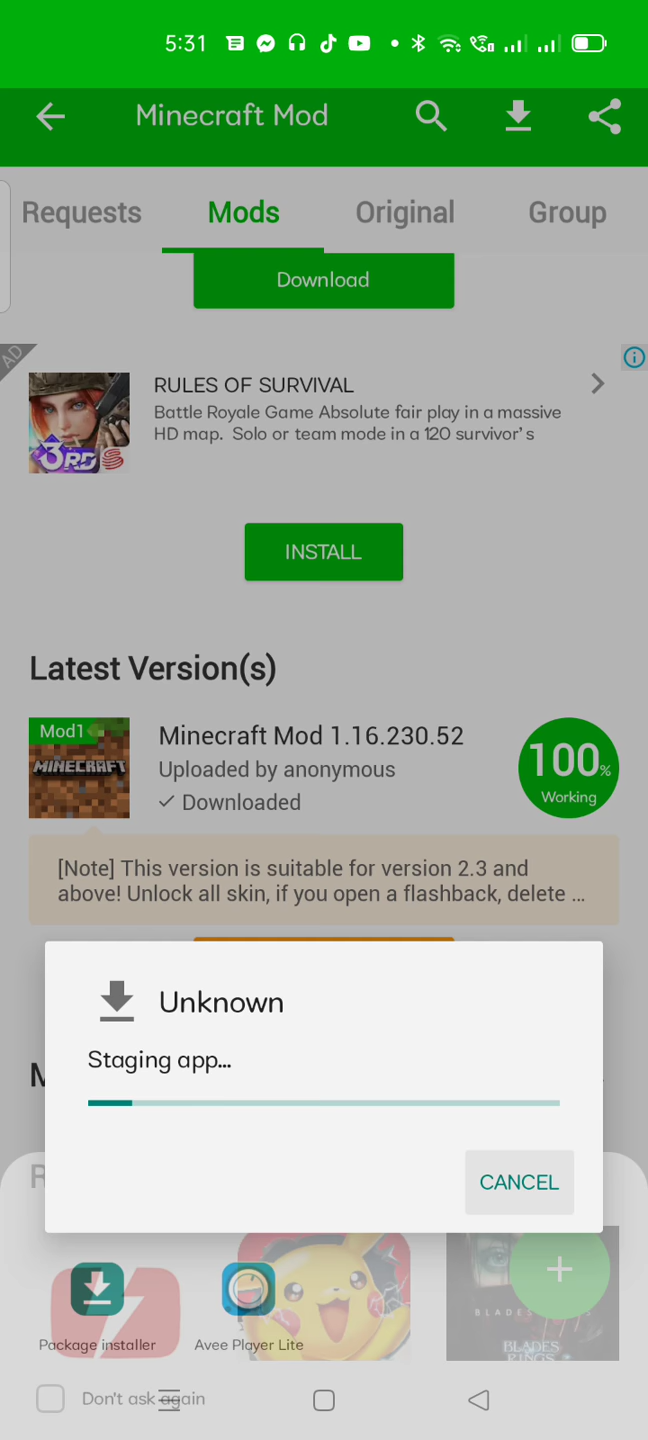 5:31
Minecraft Mod
Requests
Mods
Original
Group
Download
AD
RULES OF SURVIVAL
Battle Royale Game Absolute fair play in a massive
HD map. Solo or team mode in a 120 survivor's
3RD
INSTALL
Latest Version(s)
Mod1
MINECRAFT
Minecraft Mod 1.16.230.52
Uploaded by anonymous
Downloaded
100%
Working
[Note] This version is suitable for version 2.3 and
above! Unlock all skin, if you open a flashback, delete ...
Unknown
Staging app...
CANCEL
Package installer
Avee Player Lite
BLADES
RINGS
Don't ask again